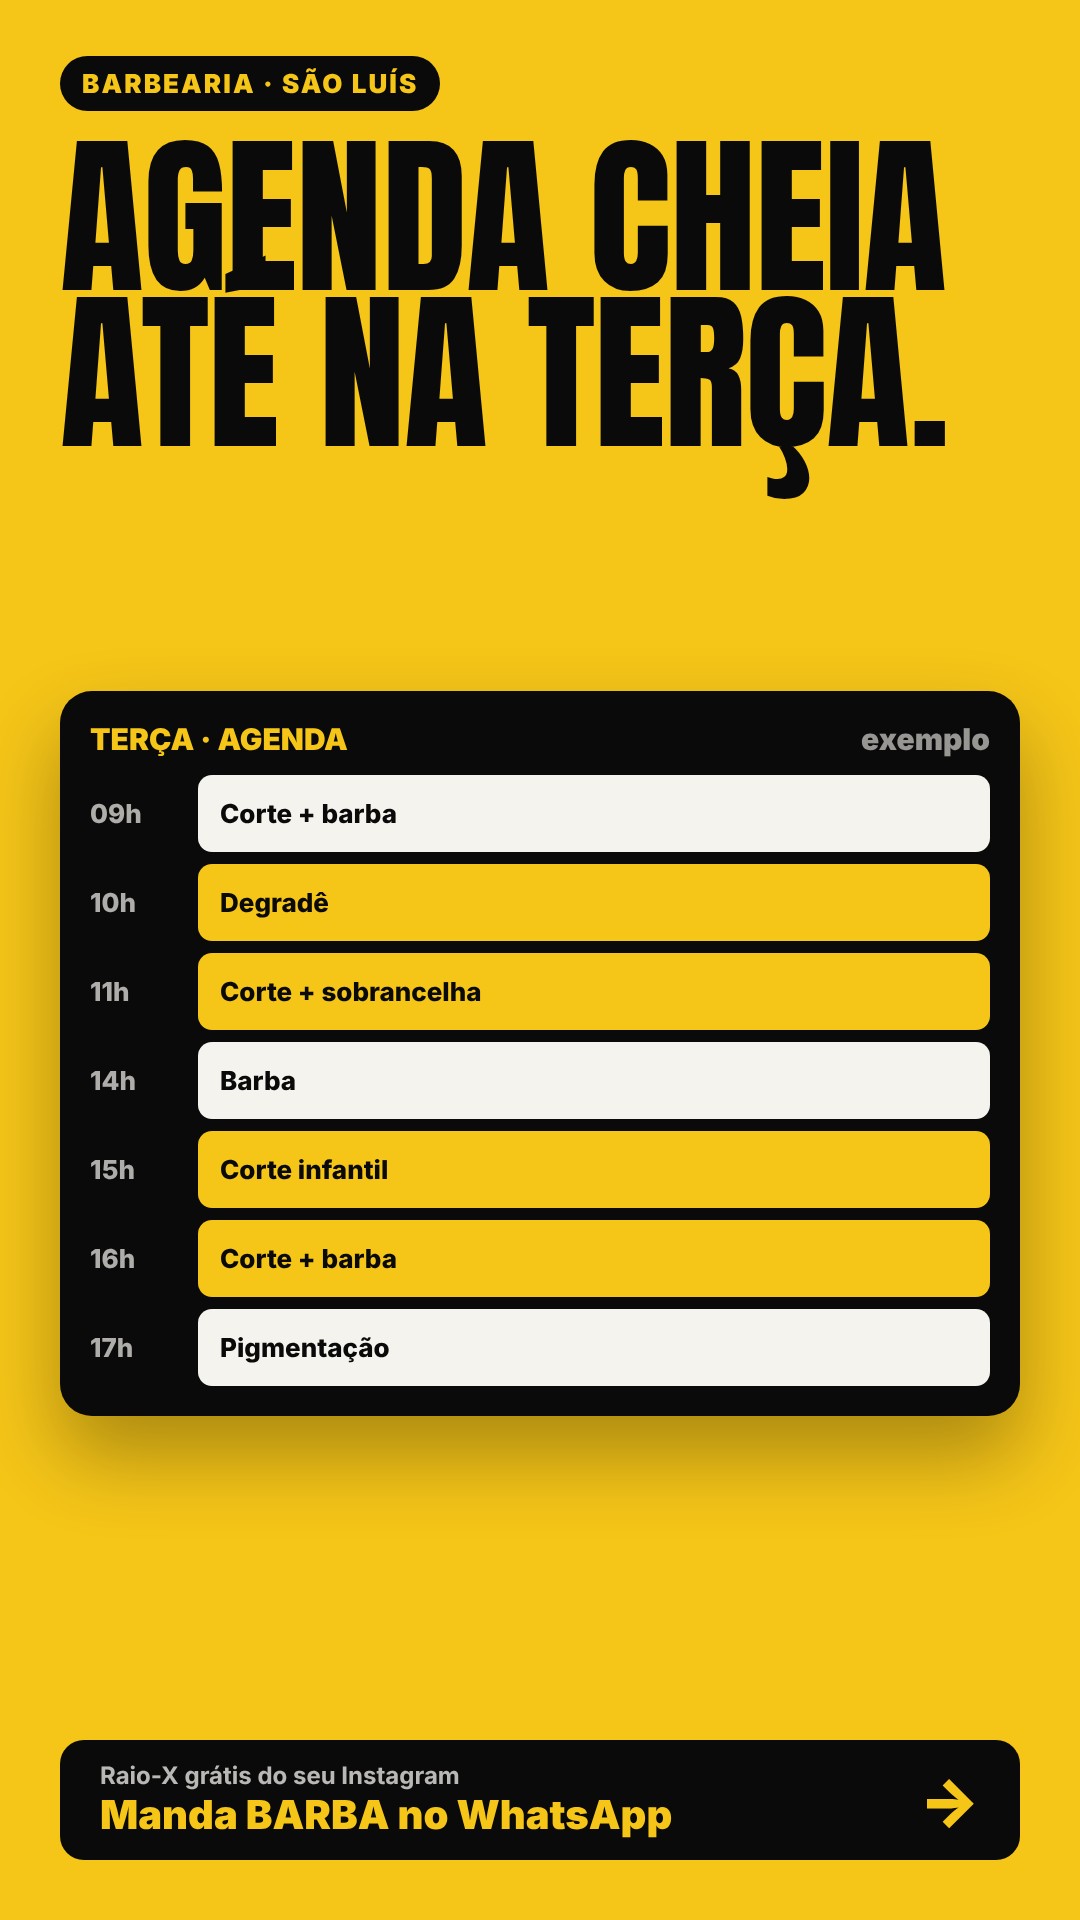 BARBEARIA · SÃO LUÍS
AGENDA CHEIA
ATÉ NA TERÇA.
TERÇA · AGENDA exemplo
09h Corte + barba
10h Degradê
11h Corte + sobrancelha
14h Barba
15h Corte infantil
16h Corte + barba
17h Pigmentação
Raio-X grátis do seu Instagram
Manda BARBA no WhatsApp